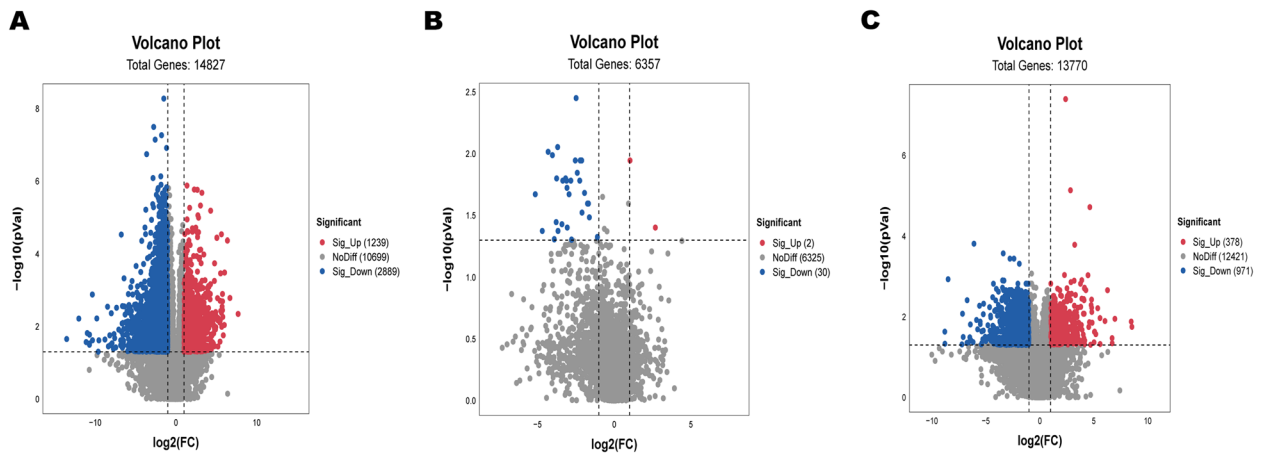 A
Volcano Plot
Total Genes: 14827
8
6
4
2
0
−10
0
10
−log10(pVal)
log2(FC)
Significant
Sig_Up (1239)
NoDiff (10699)
Sig_Down (2889)
B
Volcano Plot
Total Genes: 6357
2.5
2.0
1.5
1.0
0.5
0.0
−5
0
5
−log10(pVal)
log2(FC)
Significant
Sig_Up (2)
NoDiff (6325)
Sig_Down (30)
C
Volcano Plot
Total Genes: 13770
6
4
2
0
−10
−5
0
5
10
−log10(pVal)
log2(FC)
Significant
Sig_Up (378)
NoDiff (12421)
Sig_Down (971)